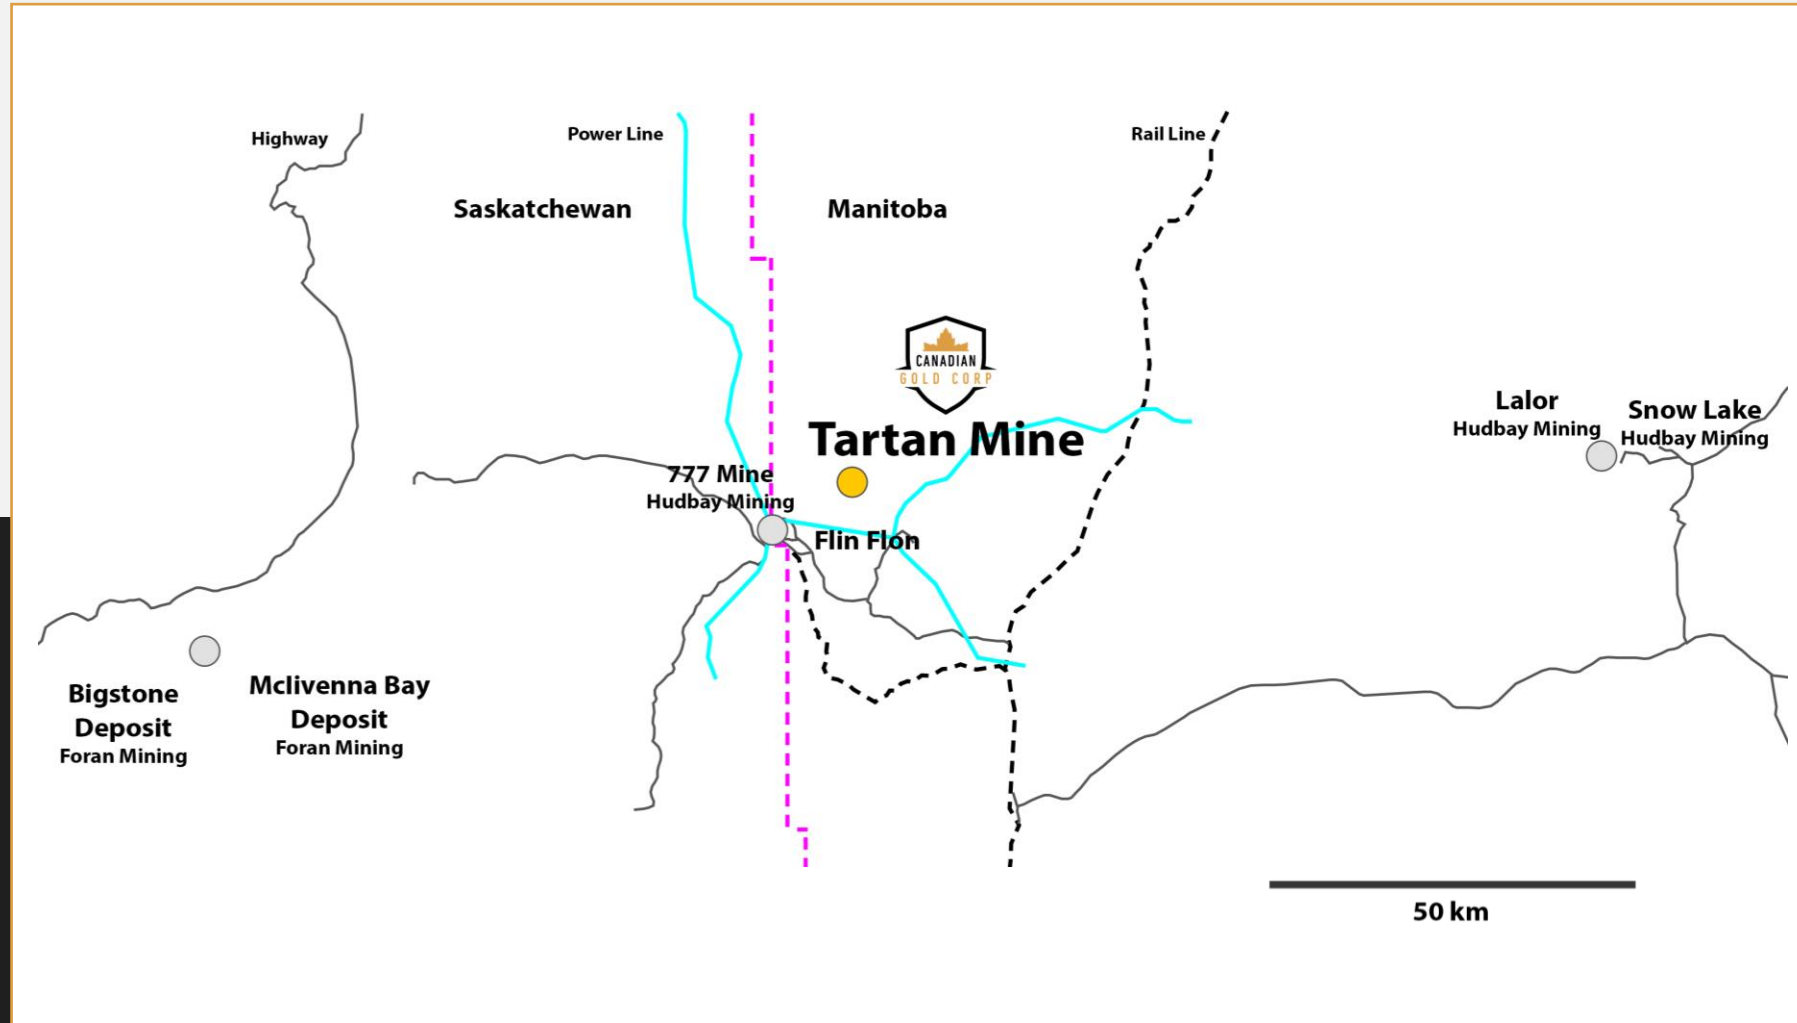 Highway
Power Line
Rail Line
Saskatchewan
Manitoba
CANADIAN
GOLD CORP
Tartan Mine
Lalor
Hudbay Mining
Snow Lake
Hudbay Mining
777 Mine
Hudbay Mining
Flin Flon
Bigstone
Deposit
Foran Mining
Mclivenna Bay
Deposit
Foran Mining
50 km